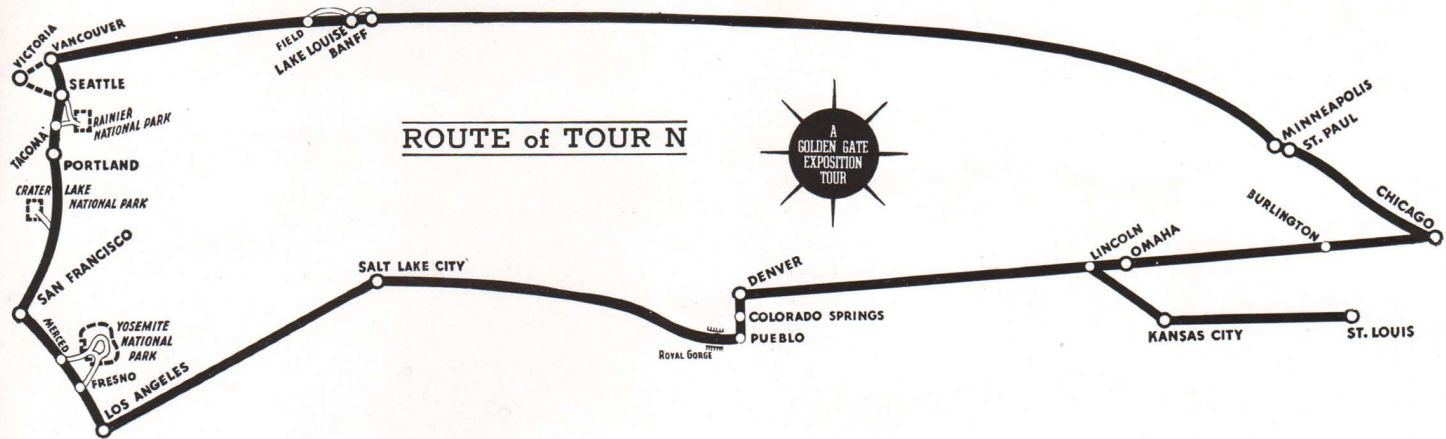 VICTORIA
VANCOUVER
FIELD
LAKE LOUISE
BANFF
SEATTLE
RAINIER
NATIONAL PARK
TACOMA
PORTLAND
CRATER LAKE
NATIONAL PARK
SAN FRANCISCO
MERCED
YOSEMITE
NATIONAL
PARK
FRESNO
LOS ANGELES
SALT LAKE CITY
ROUTE of TOUR N
A
GOLDEN GATE
EXPOSITION
TOUR
ROYAL GORGE
DENVER
COLORADO SPRINGS
PUEBLO
LINCOLN
OMAHA
KANSAS CITY
ST. LOUIS
BURLINGTON
CHICAGO
MINNEAPOLIS
ST. PAUL